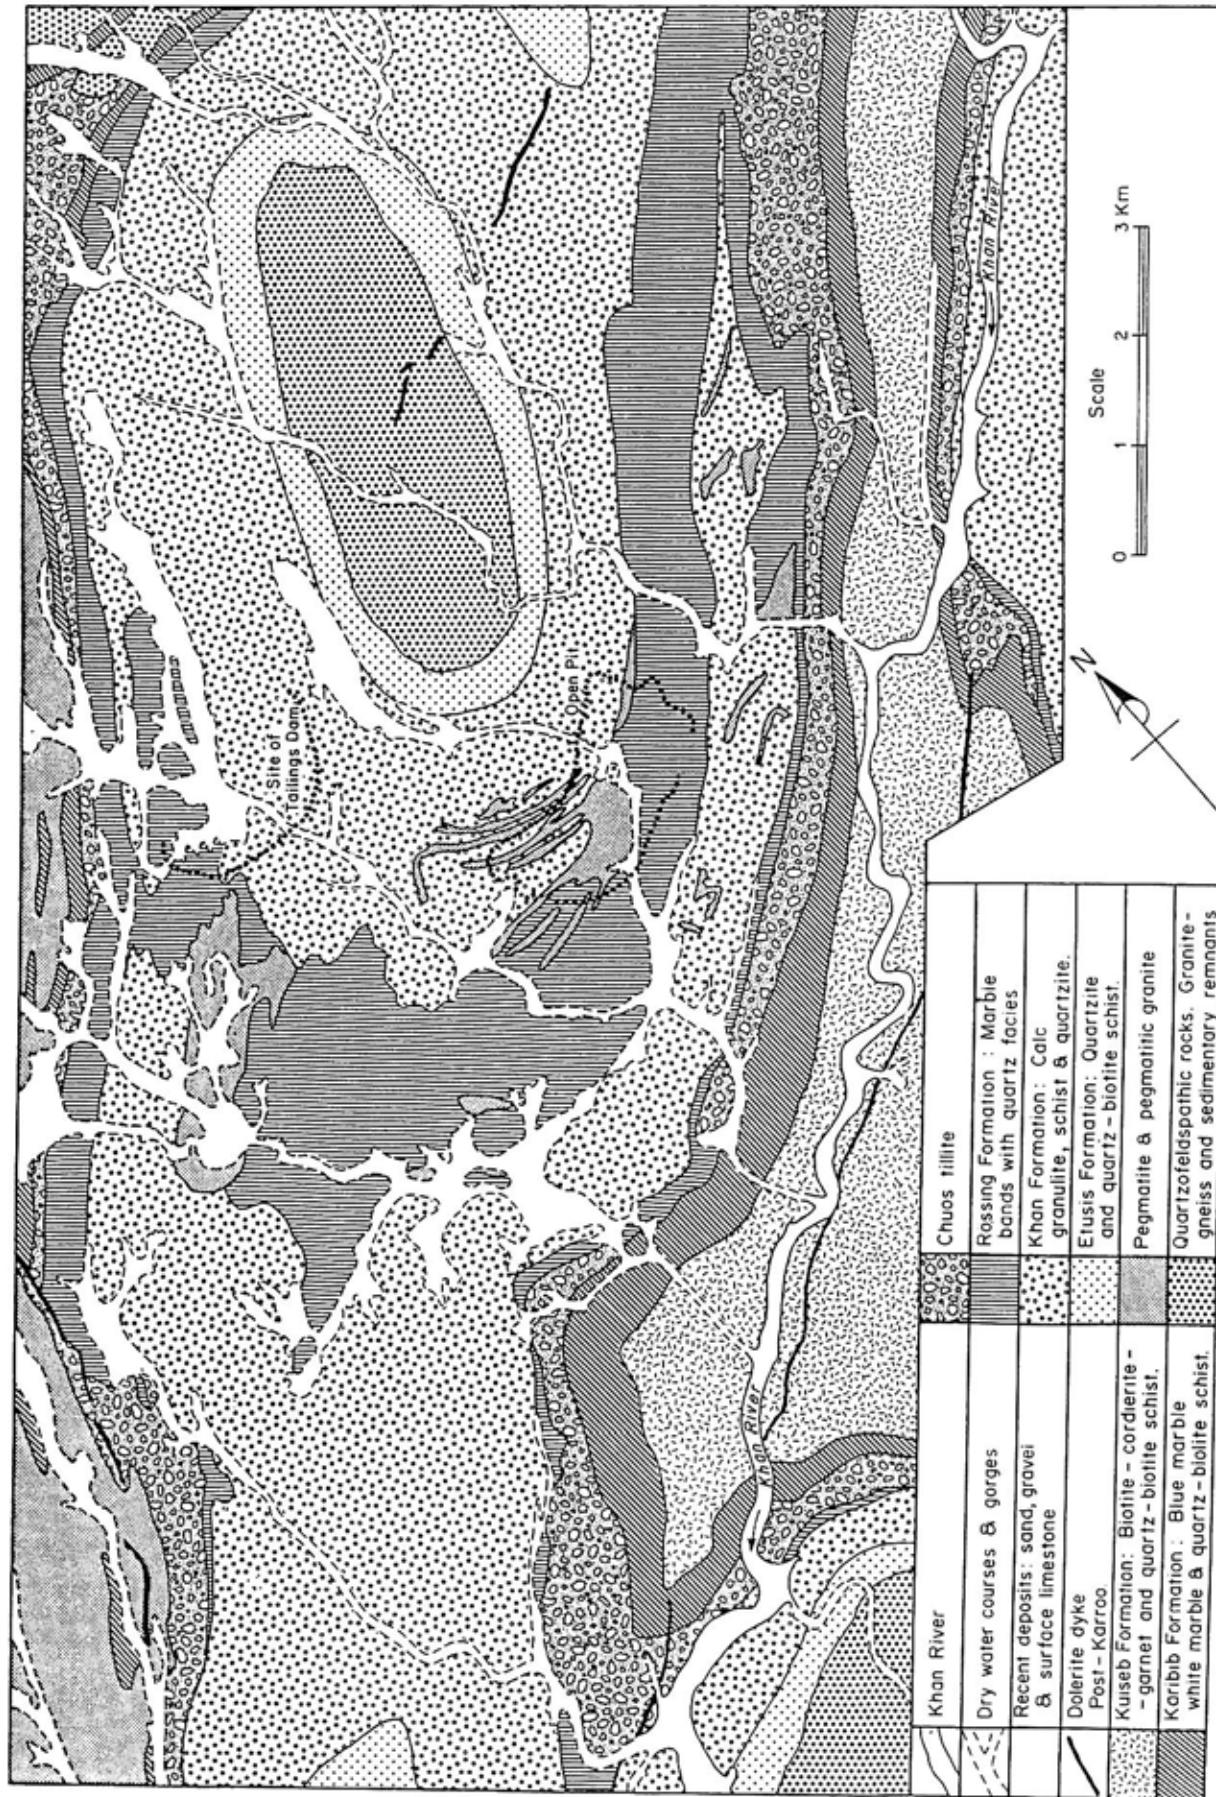 Site of
Tailings Dam
Open Pit
Khan River
Khan River
N
Scale
0 1 2 3 Km
Khan River
Dry water courses & gorges
Recent deposits : sand, gravel
& surface limestone
Dolerite dyke
Post - Karroo
Kuiseb Formation: Biotite - cordierite -
- garnet and quartz - biotite schist.
Karibib Formation : Blue marble
white marble & quartz - biolite schist.
Chuos tillite
Rossing Formation : Marble
bands with quartz facies
Khan Formation : Calc
granulite, schist & quartzite.
Etusis Formation: Quartzite
and quartz - biotite schist.
Pegmatite & pegmatitic granite
Quartzofeldspathic rocks. Granite -
gneiss and sedimentary remnants